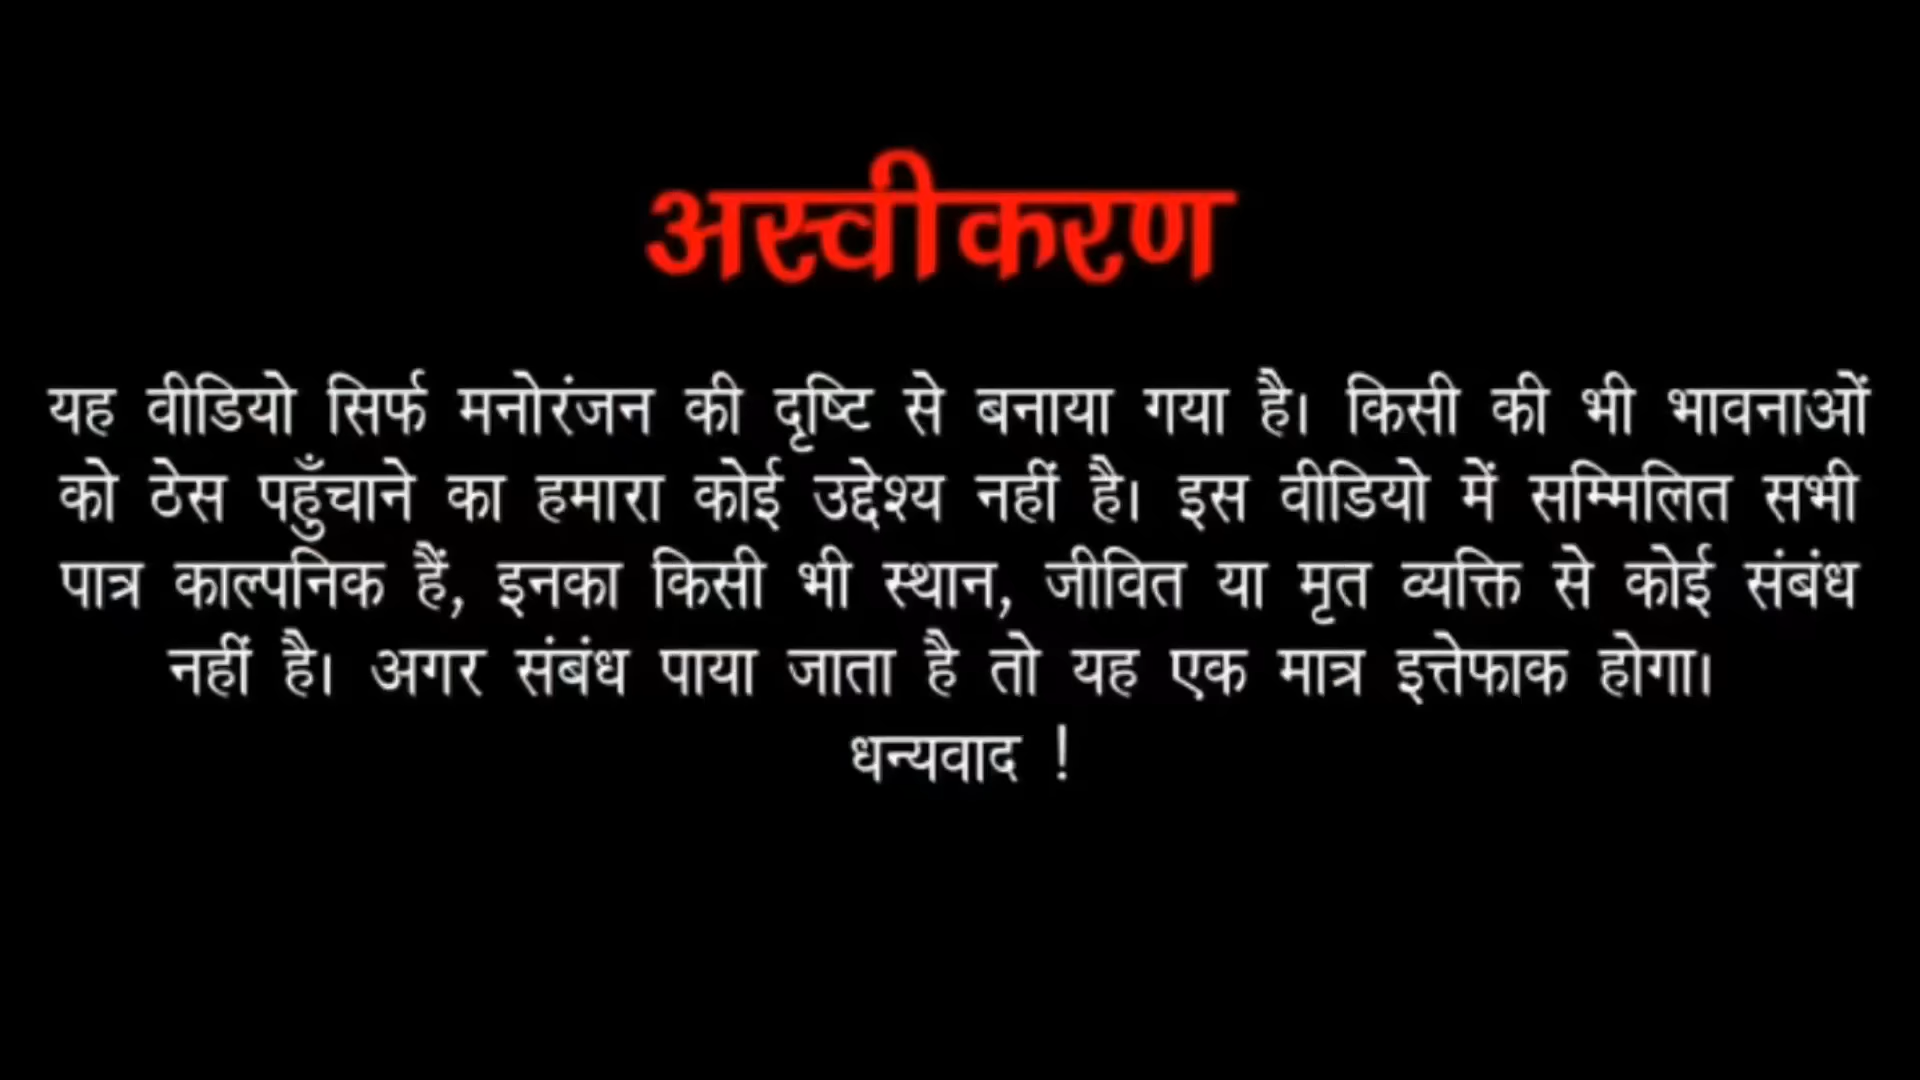 अस्वीकरण
यह वीडियो सिर्फ मनोरंजन की दृष्टि से बनाया गया है। किसी की भी भावनाओं
को ठेस पहुँचाने का हमारा कोई उद्देश्य नहीं है। इस वीडियो में सम्मिलित सभी
पात्र काल्पनिक हैं, इनका किसी भी स्थान, जीवित या मृत व्यक्ति से कोई संबंध
नहीं है। अगर संबंध पाया जाता है तो यह एक मात्र इत्तेफाक होगा।
धन्यवाद !